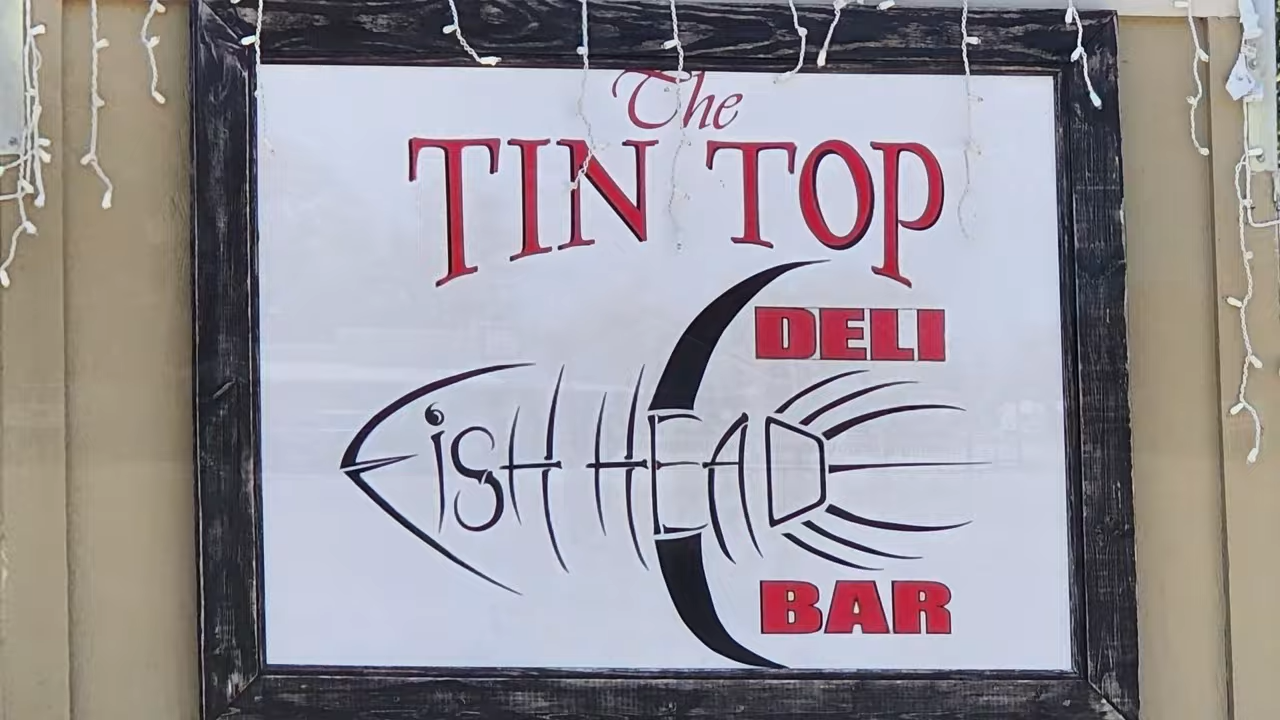 The
TIN TOP
DELI
FISH HEAD
BAR